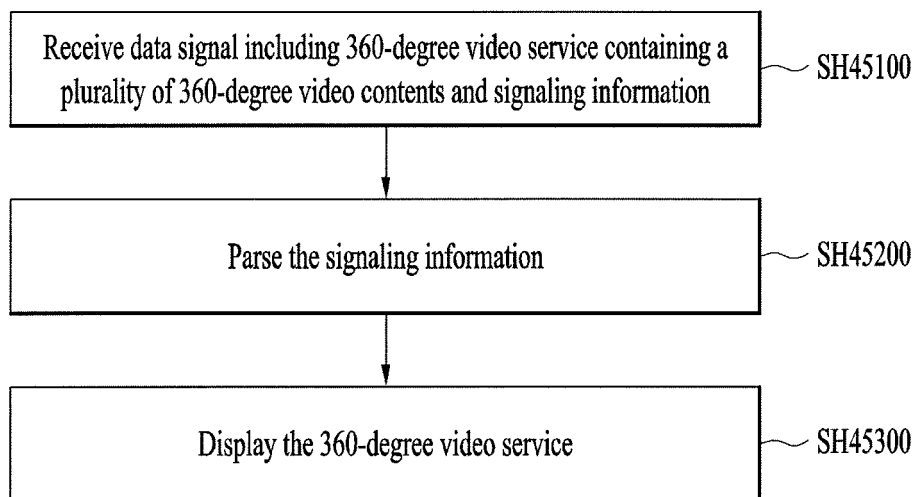 Receive data signal including 360-degree video service containing a
plurality of 360-degree video contents and signaling information
SH45100
Parse the signaling information
SH45200
Display the 360-degree video service
SH45300